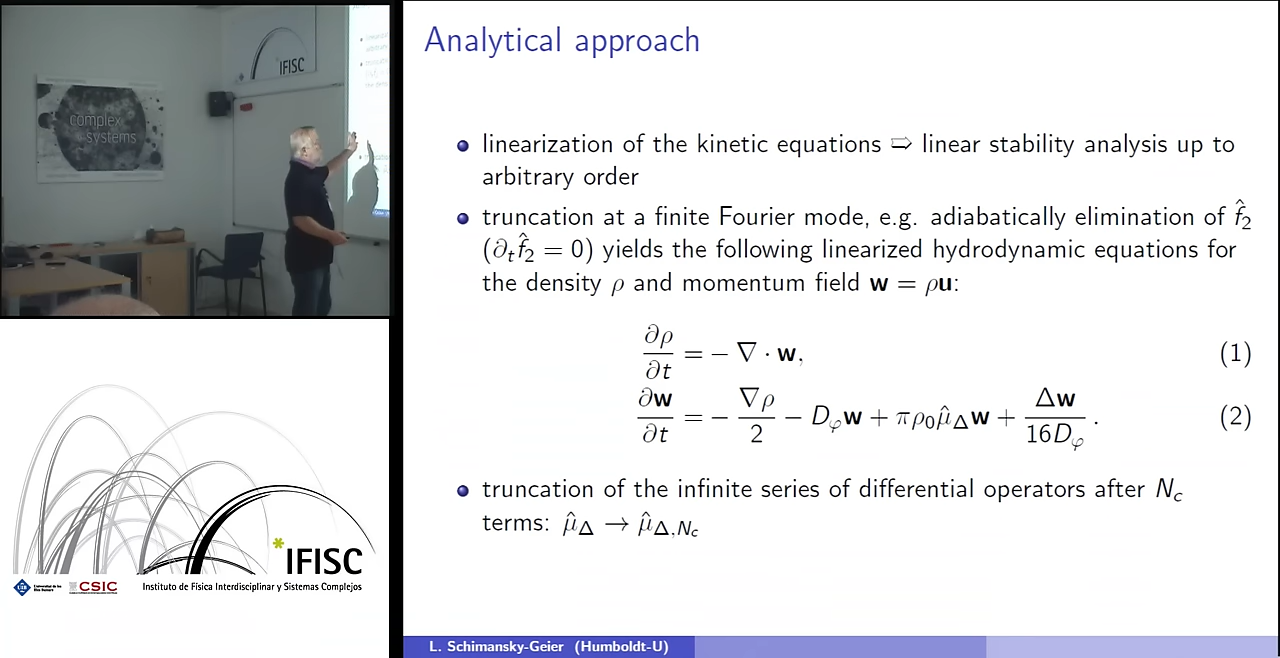 IFISC
complex
systems
*IFISC
CSIC
Instituto de Física Interdisciplinar y Sistemas Complejos
Analytical approach
linearization of the kinetic equations ⇨ linear stability analysis up to
arbitrary order
truncation at a finite Fourier mode, e.g. adiabatically elimination of f̂₂
(∂ₜf̂₂ = 0) yields the following linearized hydrodynamic equations for
the density ρ and momentum field w = ρu:
∂ρ/∂t = − ∇ · w, (1)
∂w/∂t = − ∇ρ/2 − D_φ w + πρ₀μ̂_Δ w + Δw/16D_φ . (2)
truncation of the infinite series of differential operators after N_c
terms: μ̂_Δ → μ̂_Δ,N_c
L. Schimansky-Geier (Humboldt-U)